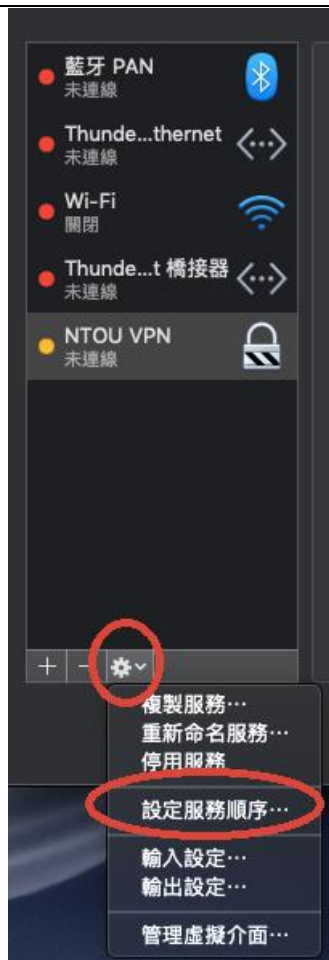 藍牙 PAN
未連線
Thunde...thernet
未連線
Wi-Fi
關閉
Thunde...t 橋接器
未連線
NTOU VPN
未連線
複製服務⋯
重新命名服務⋯
停用服務
設定服務順序⋯
輸入設定⋯
輸出設定⋯
管理虛擬介面⋯